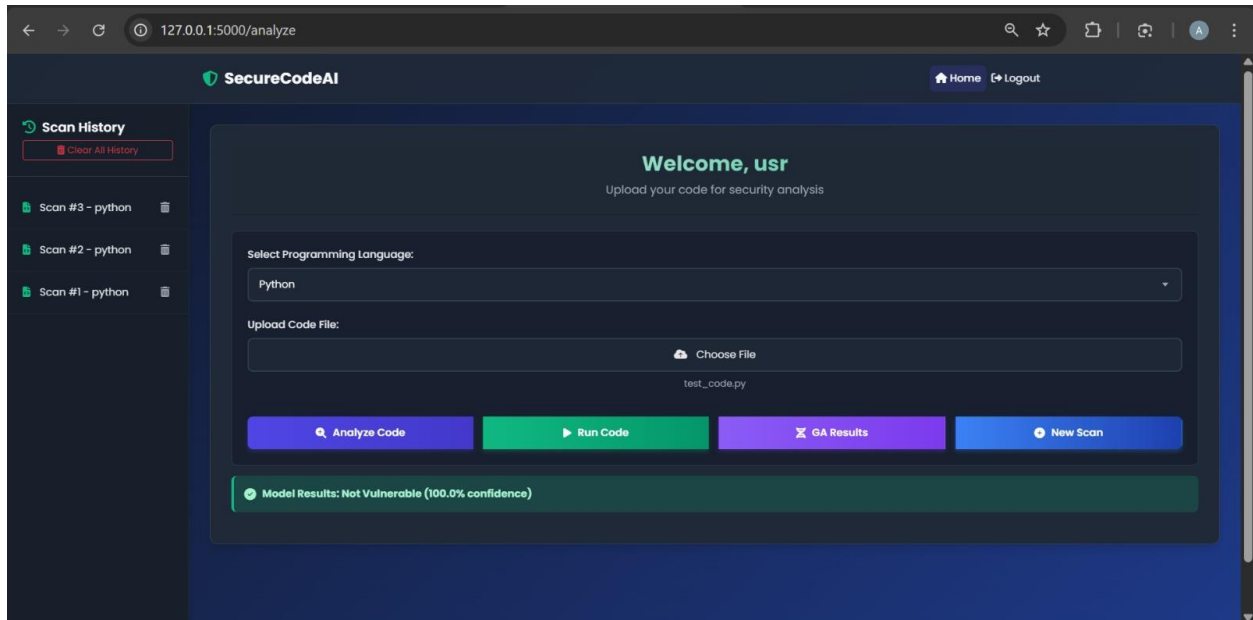 127.0.0.1:5000/analyze
A
SecureCodeAI
Home
Logout
Scan History
Clear All History
Scan #3 - python
Scan #2 - python
Scan #1 - python
Welcome, usr
Upload your code for security analysis
Select Programming Language:
Python
Upload Code File:
Choose File
test_code.py
Analyze Code
Run Code
GA Results
New Scan
Model Results: Not Vulnerable (100.0% confidence)